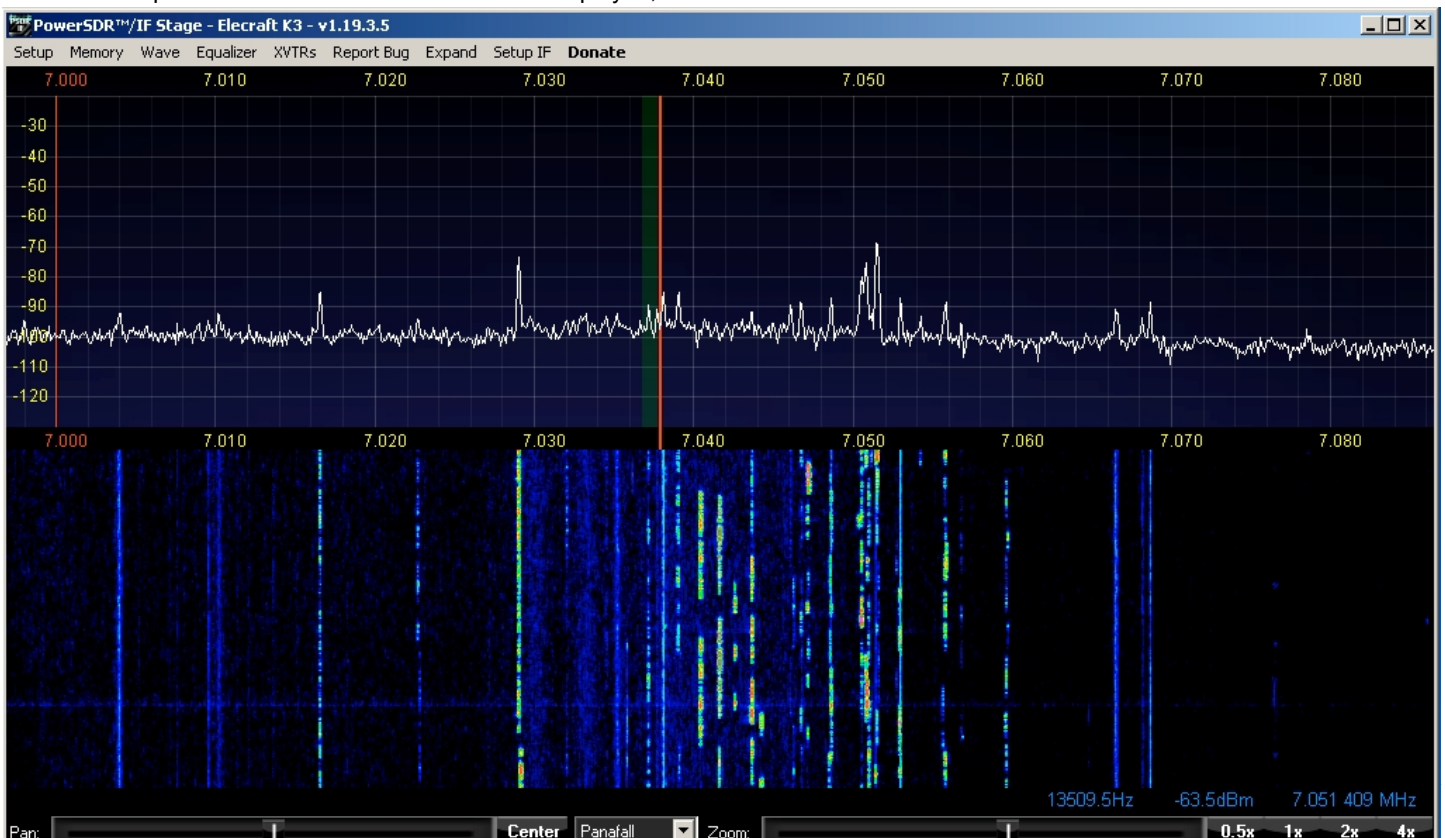 PowerSDR™/IF Stage - Elecraft K3 - v1.19.3.5
Setup Memory Wave Equalizer XVTRs Report Bug Expand Setup IF Donate
7.000 7.010 7.020 7.030 7.040 7.050 7.060 7.070 7.080
-30
-40
-50
-60
-70
-80
-90
-100
-110
-120
7.000 7.010 7.020 7.030 7.040 7.050 7.060 7.070 7.080
13509.5Hz -63.5dBm 7.051 409 MHz
Pan: Center Panafall Zoom: 0.5x 1x 2x 4x